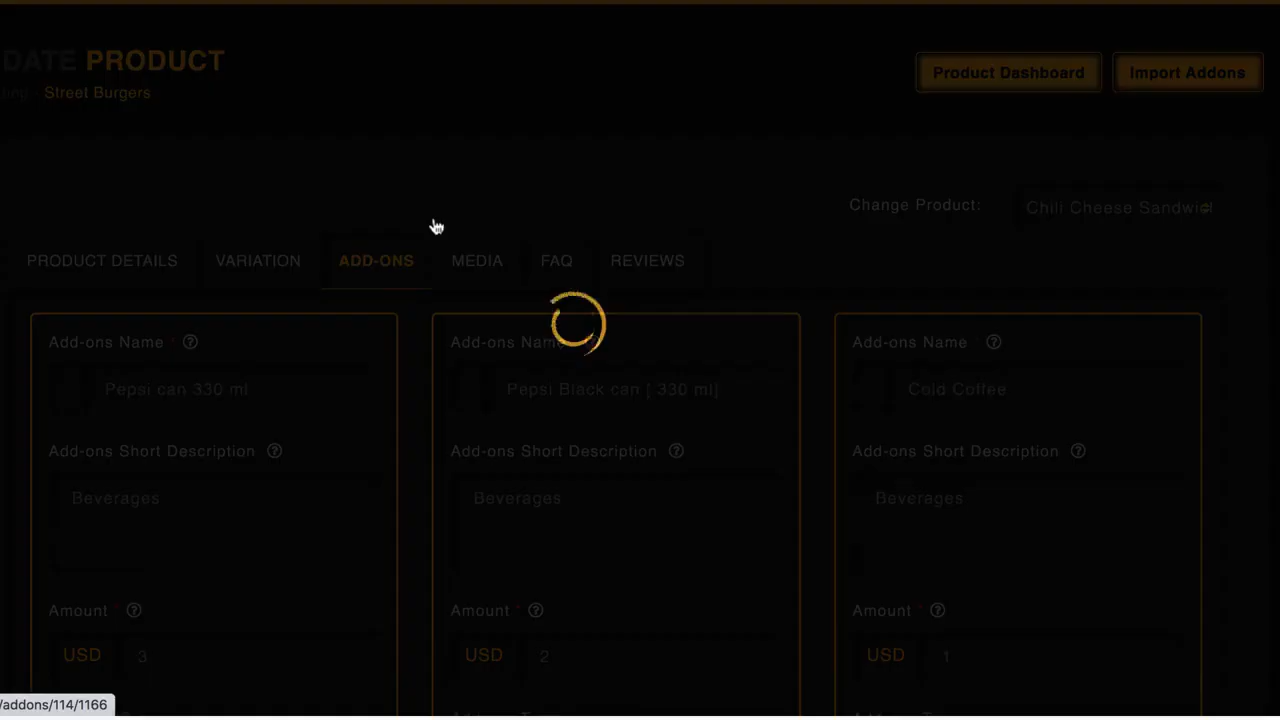 DATE PRODUCT
Product Dashboard
Import Addons
ing - Street Burgers
Change Product:
Chili Cheese Sandwic
PRODUCT DETAILS
VARIATION
ADD-ONS
MEDIA
FAQ
REVIEWS
Add-ons Name *
Add-ons Name
Add-ons Name
Pepsi can 330 ml
Pepsi Black can [ 330 ml]
Cold Coffee
Add-ons Short Description
Add-ons Short Description
Add-ons Short Description
Beverages
Beverages
Beverages
Amount *
Amount *
Amount *
USD 3
USD 2
USD 1
/addons/114/1166